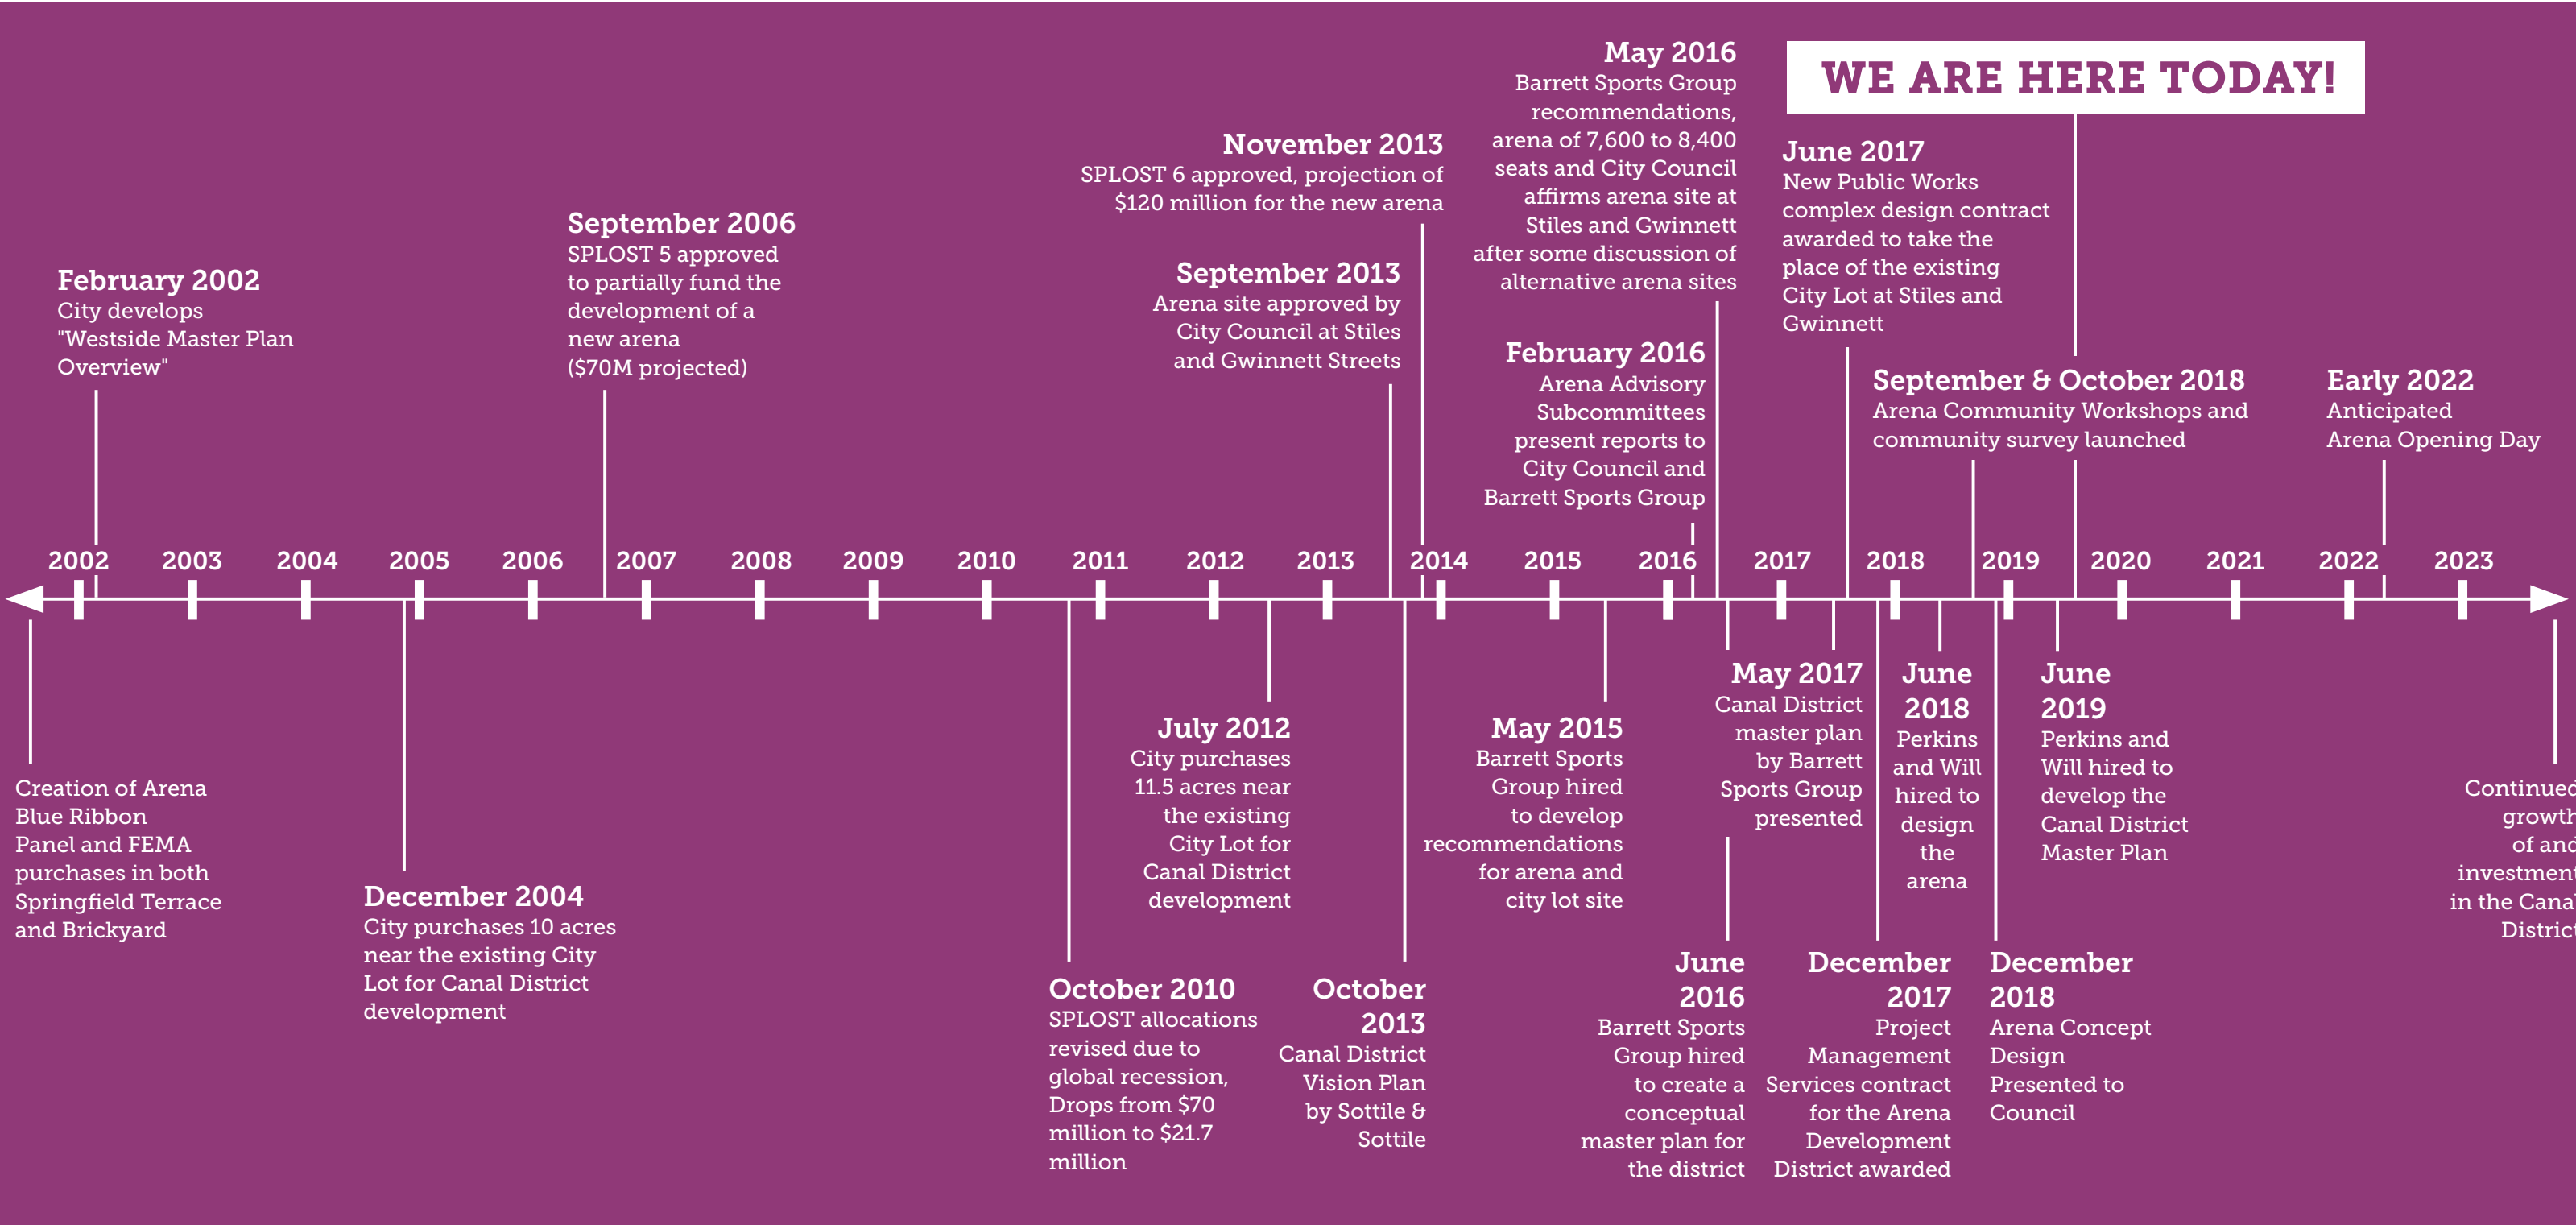 WE ARE HERE TODAY!
February 2002
City develops
"Westside Master Plan
Overview"
September 2006
SPLOST 5 approved
to partially fund the
development of a
new arena
($70M projected)
November 2013
SPLOST 6 approved, projection of
$120 million for the new arena
September 2013
Arena site approved by
City Council at Stiles
and Gwinnett Streets
May 2016
Barrett Sports Group
recommendations,
arena of 7,600 to 8,400
seats and City Council
affirms arena site at
Stiles and Gwinnett
after some discussion of
alternative arena sites
February 2016
Arena Advisory
Subcommittees
present reports to
City Council and
Barrett Sports Group
June 2017
New Public Works
complex design contract
awarded to take the
place of the existing
City Lot at Stiles and
Gwinnett
September & October 2018
Arena Community Workshops and
community survey launched
Early 2022
Anticipated
Arena Opening Day
2002 2003 2004 2005 2006 2007 2008 2009 2010 2011 2012 2013 2014 2015 2016 2017 2018 2019 2020 2021 2022 2023
Creation of Arena
Blue Ribbon
Panel and FEMA
purchases in both
Springfield Terrace
and Brickyard
December 2004
City purchases 10 acres
near the existing City
Lot for Canal District
development
October 2010
SPLOST allocations
revised due to
global recession,
Drops from $70
million to $21.7
million
July 2012
City purchases
11.5 acres near
the existing
City Lot for
Canal District
development
October
2013
Canal District
Vision Plan
by Sottile &
Sottile
May 2015
Barrett Sports
Group hired
to develop
recommendations
for arena and
city lot site
June
2016
Barrett Sports
Group hired
to create a
conceptual
master plan for
the district
May 2017
Canal District
master plan
by Barrett
Sports Group
presented
December
2017
Project
Management
Services contract
for the Arena
Development
District awarded
June
2018
Perkins
and Will
hired to
design
the
arena
December
2018
Arena Concept
Design
Presented to
Council
June
2019
Perkins and
Will hired to
develop the
Canal District
Master Plan
Continued
growth
of and
investment
in the Canal
District